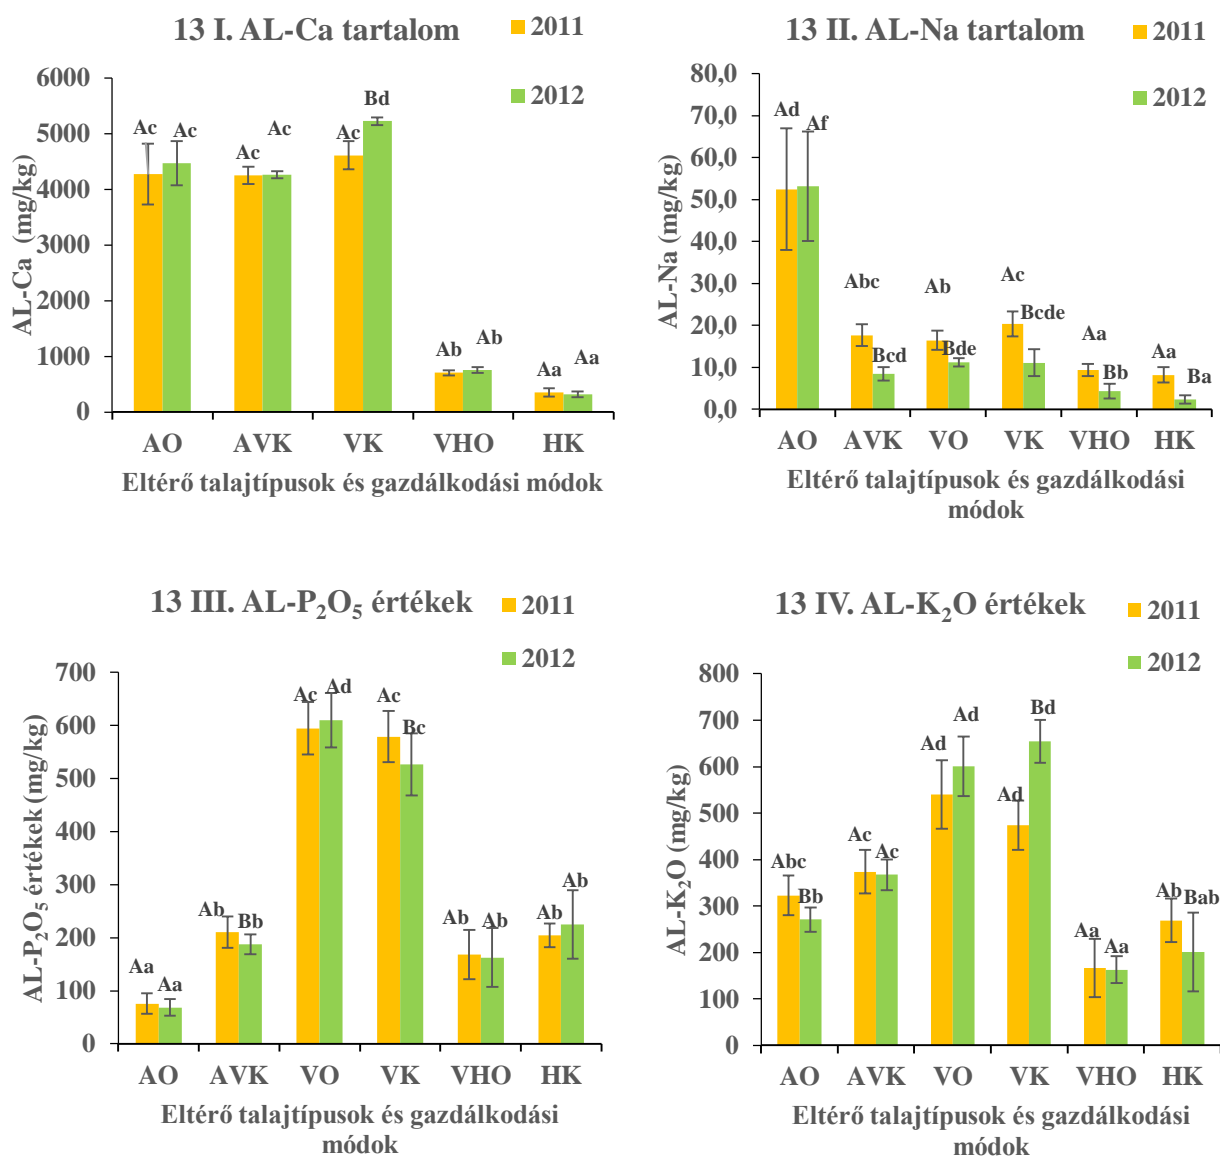 13 I. AL-Ca tartalom
2011
2012
6000
5000
4000
3000
2000
1000
0
AL-Ca (mg/kg)
Ac Ac Ac Ac Ac Bd Ab Ab Aa Aa
AO AVK VK VHO HK
Eltérő talajtípusok és gazdálkodási módok
13 II. AL-Na tartalom
2011
2012
80,0
70,0
60,0
50,0
40,0
30,0
20,0
10,0
0,0
AL-Na (mg/kg)
Ad Af Abc Bcd Ab Bde Ac Bcde Aa Bb Aa Ba
AO AVK VO VK VHO HK
Eltérő talajtípusok és gazdálkodási
módok
13 III. AL-P₂O₅ értékek
2011
2012
700
600
500
400
300
200
100
0
AL-P₂O₅ értékek (mg/kg)
Aa Aa Ab Bb Ac Ad Ac Bc Ab Ab Ab Ab
AO AVK VO VK VHO HK
Eltérő talajtípusok és gazdálkodási
módok
13 IV. AL-K₂O értékek
2011
2012
800
700
600
500
400
300
200
100
0
AL-K₂O (mg/kg)
Abc Bb Ac Ac Ad Ad Ad Bd Aa Aa Ab Bab
AO AVK VO VK VHO HK
Eltérő talajtípusok és gazdálkodási
módok